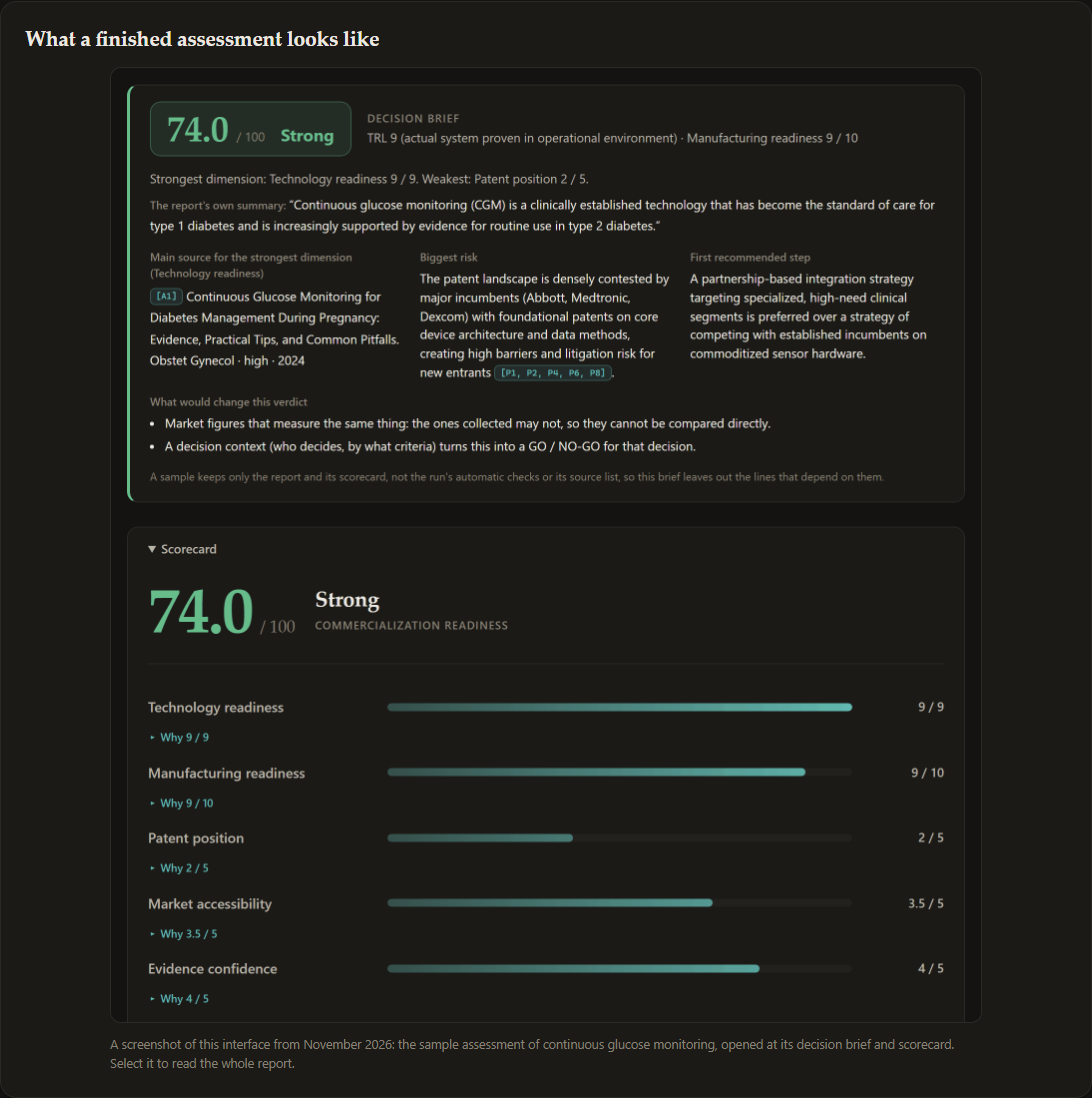 What a finished assessment looks like
74.0 / 100 Strong
DECISION BRIEF
TRL 9 (actual system proven in operational environment) · Manufacturing readiness 9 / 10
Strongest dimension: Technology readiness 9 / 9. Weakest: Patent position 2 / 5.
The report's own summary: “Continuous glucose monitoring (CGM) is a clinically established technology that has become the standard of care for
type 1 diabetes and is increasingly supported by evidence for routine use in type 2 diabetes.”
Main source for the strongest dimension
(Technology readiness)
[A1] Continuous Glucose Monitoring for
Diabetes Management During Pregnancy:
Evidence, Practical Tips, and Common Pitfalls.
Obstet Gynecol · high · 2024
Biggest risk
The patent landscape is densely contested by
major incumbents (Abbott, Medtronic,
Dexcom) with foundational patents on core
device architecture and data methods,
creating high barriers and litigation risk for
new entrants [P1, P2, P4, P6, P8].
First recommended step
A partnership-based integration strategy
targeting specialized, high-need clinical
segments is preferred over a strategy of
competing with established incumbents on
commoditized sensor hardware.
What would change this verdict
• Market figures that measure the same thing: the ones collected may not, so they cannot be compared directly.
• A decision context (who decides, by what criteria) turns this into a GO / NO-GO for that decision.
A sample keeps only the report and its scorecard, not the run's automatic checks or its source list, so this brief leaves out the lines that depend on them.
▼ Scorecard
74.0 / 100
Strong
COMMERCIALIZATION READINESS
Technology readiness 9 / 9
▸ Why 9 / 9
Manufacturing readiness 9 / 10
▸ Why 9 / 10
Patent position 2 / 5
▸ Why 2 / 5
Market accessibility 3.5 / 5
▸ Why 3.5 / 5
Evidence confidence 4 / 5
▸ Why 4 / 5
A screenshot of this interface from November 2026: the sample assessment of continuous glucose monitoring, opened at its decision brief and scorecard.
Select it to read the whole report.